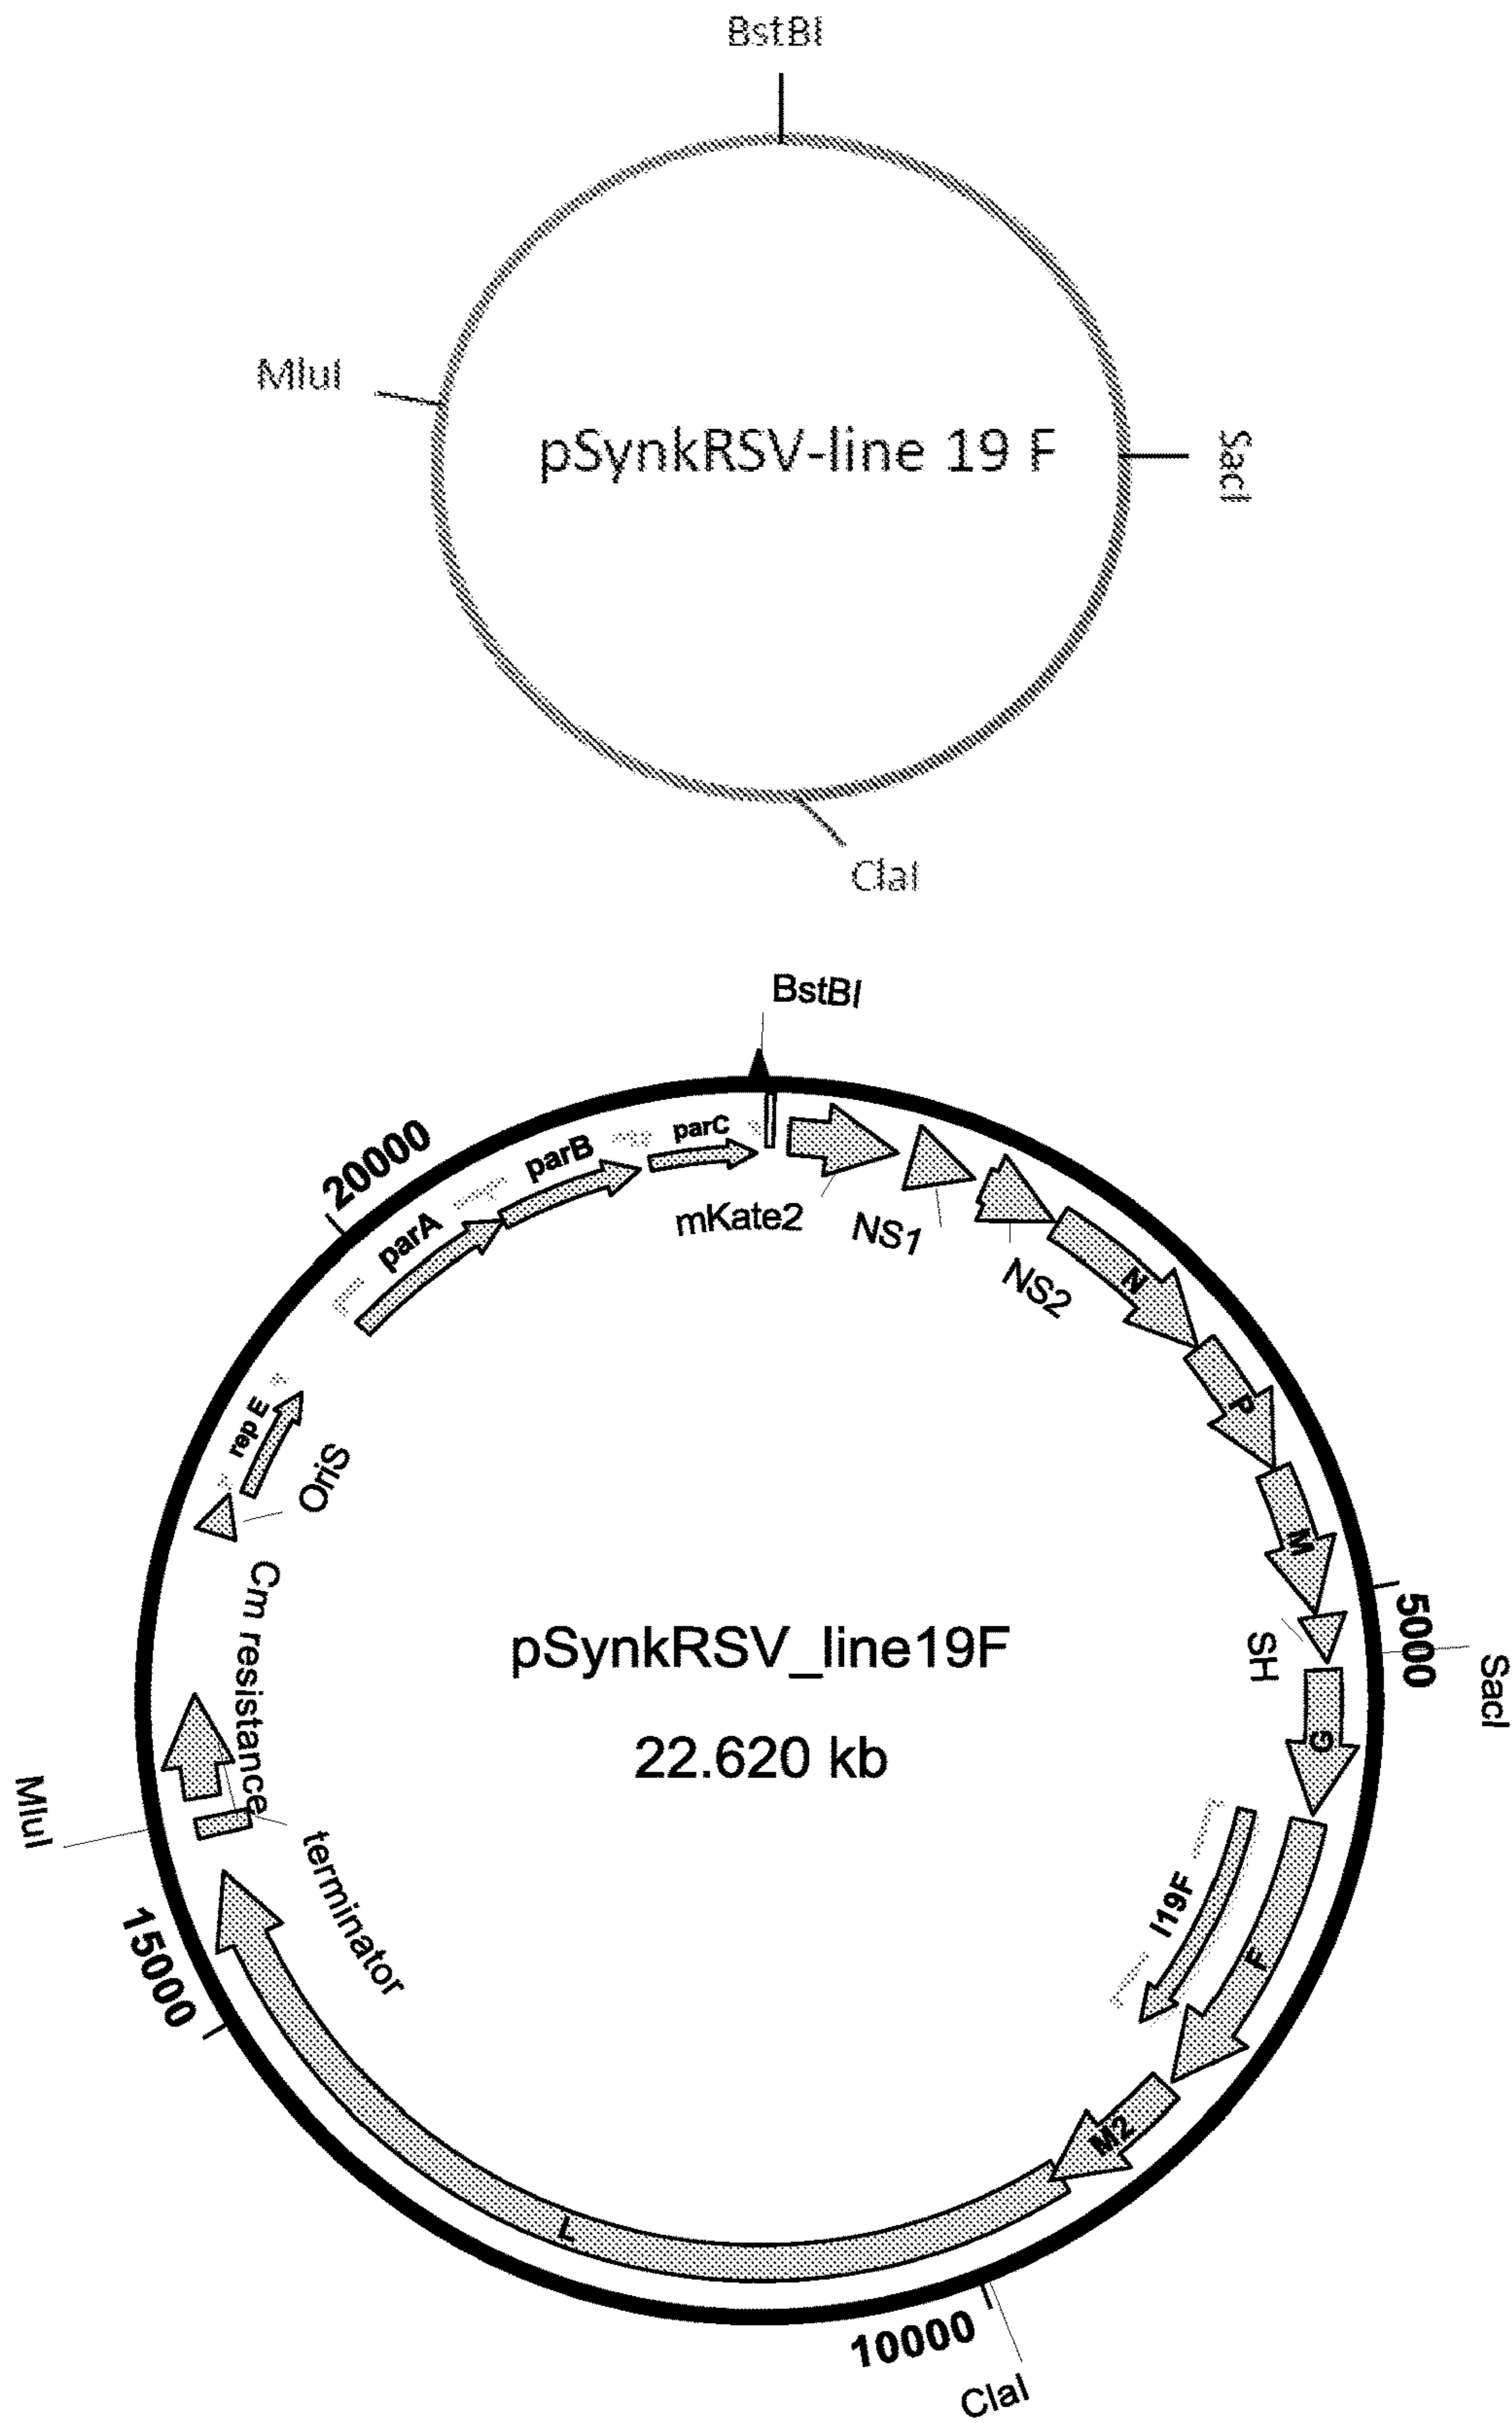 BstBI
MluI
pSynkRSV-line 19 F
SacI
ClaI
BstBI
20000
parA
parB
parC
mKate2
NS1
NS2
N
P
M
5000
SacI
SH
G
rep E
OriS
Cm resistance
pSynkRSV_line19F
22.620 kb
MluI
terminator
15000
l19F
F
M2
L
10000
ClaI